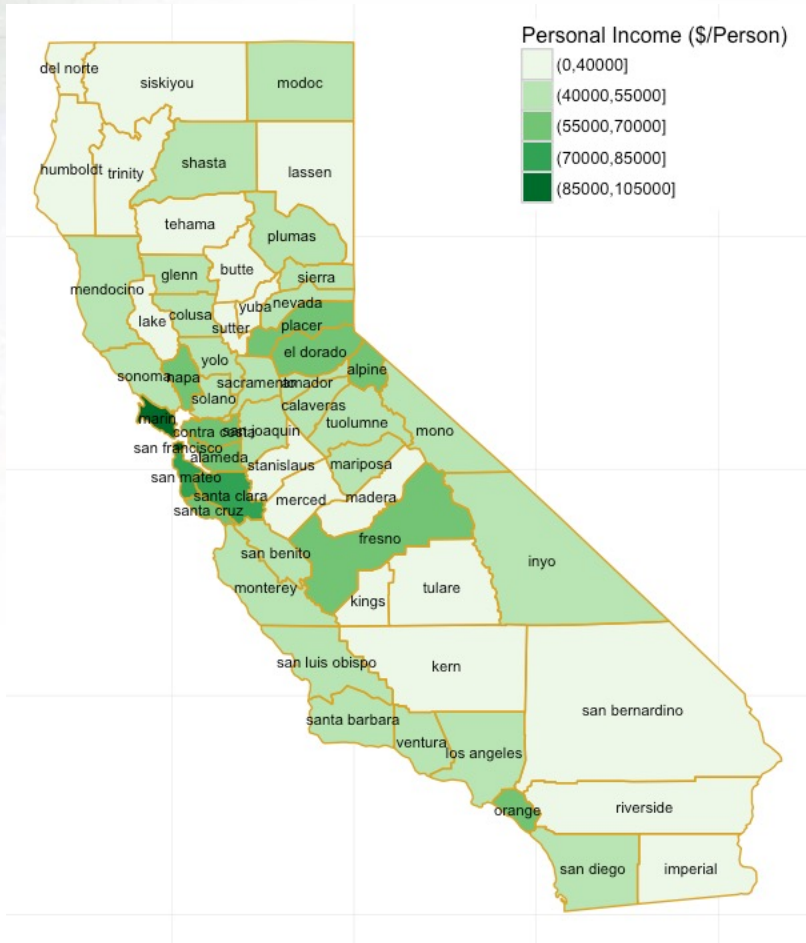 Personal Income ($/Person)
(0,40000]
(40000,55000]
(55000,70000]
(70000,85000]
(85000,105000]
del norte
siskiyou
modoc
humboldt
trinity
shasta
lassen
tehama
plumas
butte
glenn
sierra
mendocino
yuba
nevada
colusa
lake
sutter
placer
el dorado
yolo
alpine
sonoma
napa
sacramento
amador
solano
calaveras
marin
tuolumne
contra costa
san joaquin
mono
san francisco
alameda
stanislaus
mariposa
san mateo
santa clara
merced
madera
santa cruz
fresno
san benito
inyo
monterey
tulare
kings
san luis obispo
kern
san bernardino
santa barbara
ventura
los angeles
orange
riverside
san diego
imperial